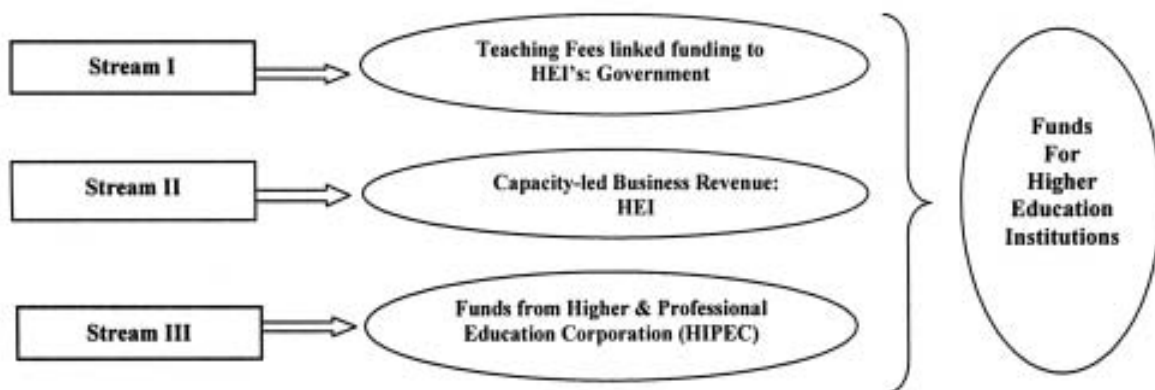 Stream I
Teaching Fees linked funding to
HEI's: Government
Stream II
Capacity-led Business Revenue:
HEI
Stream III
Funds from Higher & Professional
Education Corporation (HIPEC)
Funds
For
Higher
Education
Institutions